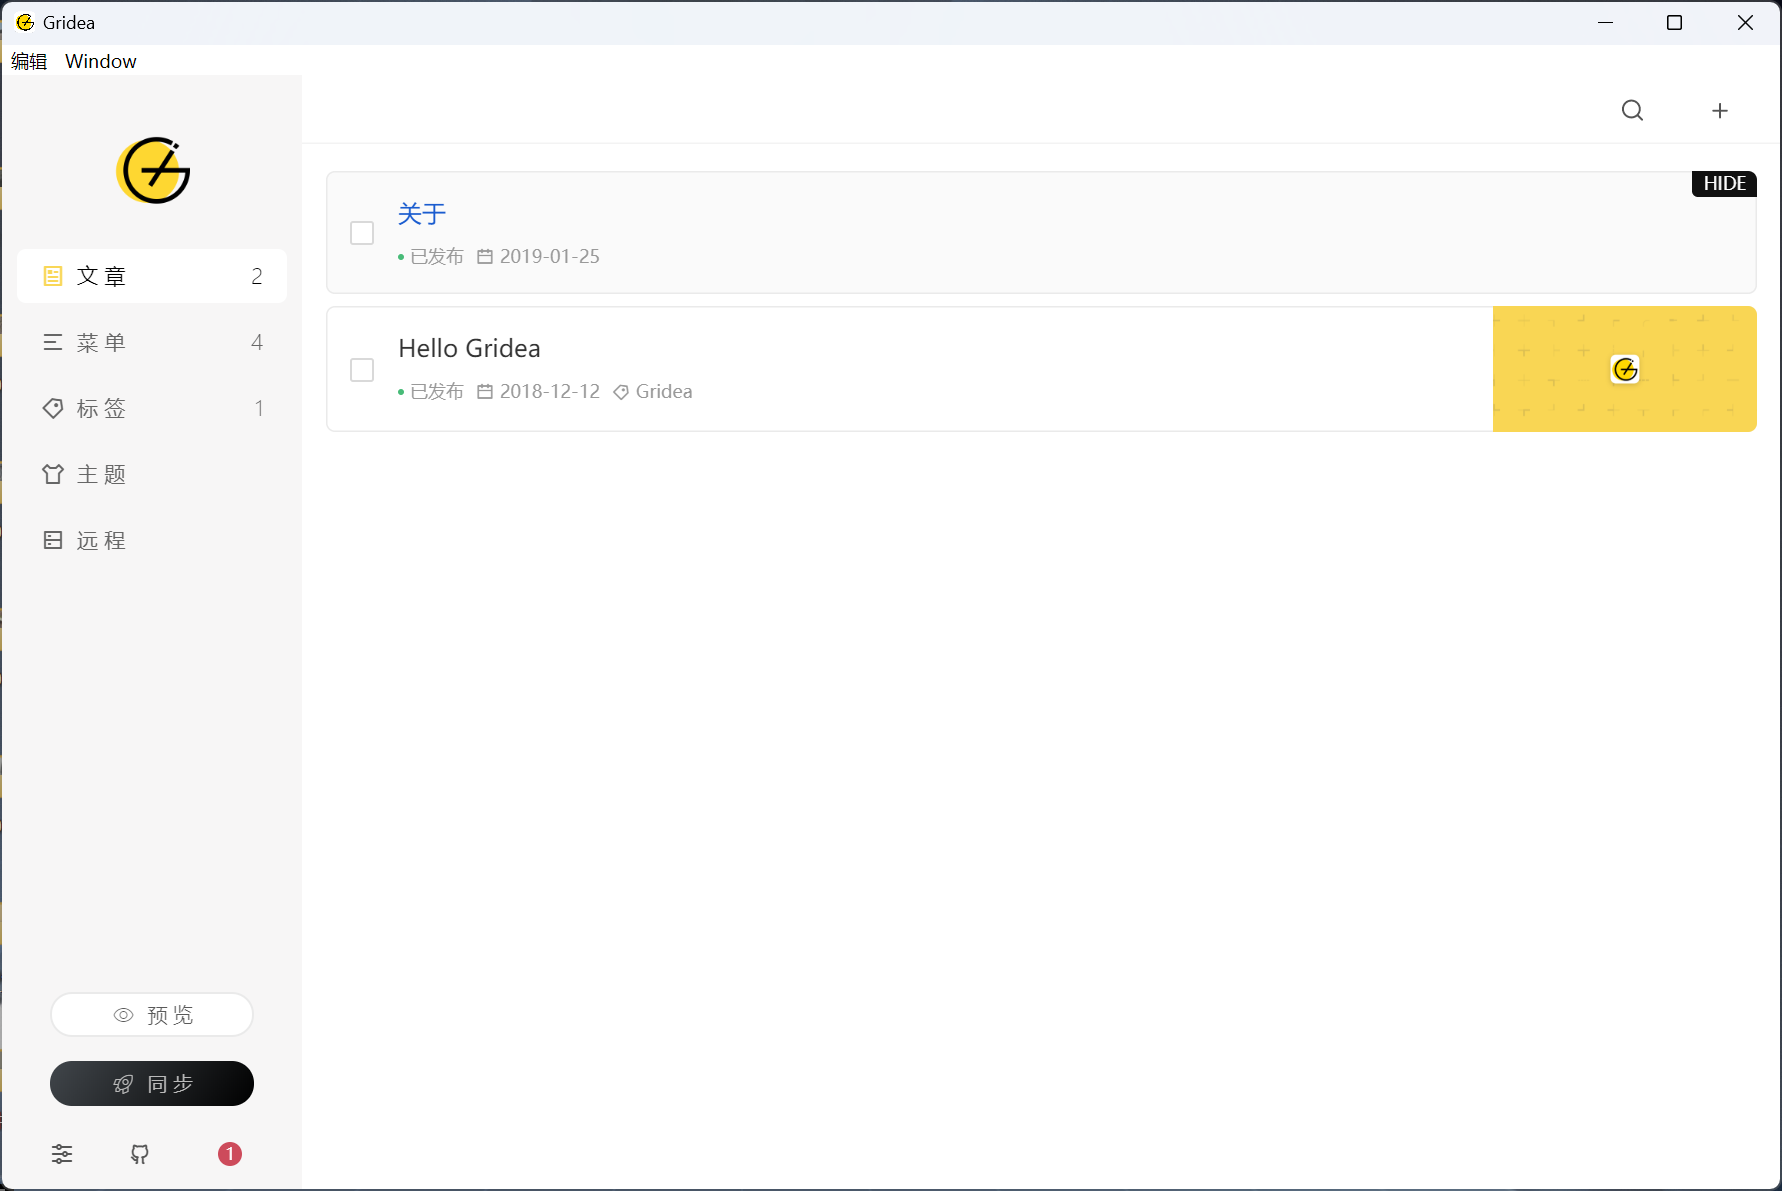 Gridea
编辑 Window
文章 2
菜单 4
标签 1
主题
远程
预览
同步
1
HIDE
关于
已发布 2019-01-25
Hello Gridea
已发布 2018-12-12 Gridea